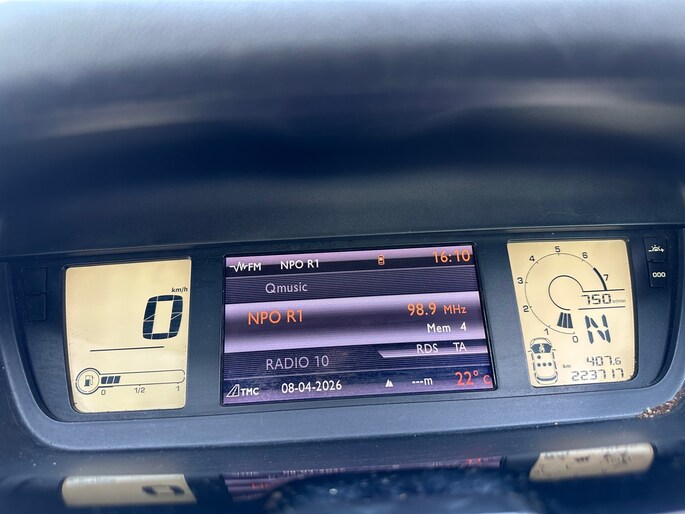 km/h
0
0 1/2 1
FM NPO R1 16:10
Qmusic
NPO R1 98.9 MHz
Mem 4
RDS TA
RADIO 10
TMC 08-04-2026 ---m 22° C
4 5 6 7
3
2
1
0
750
N
407.6
km 223717